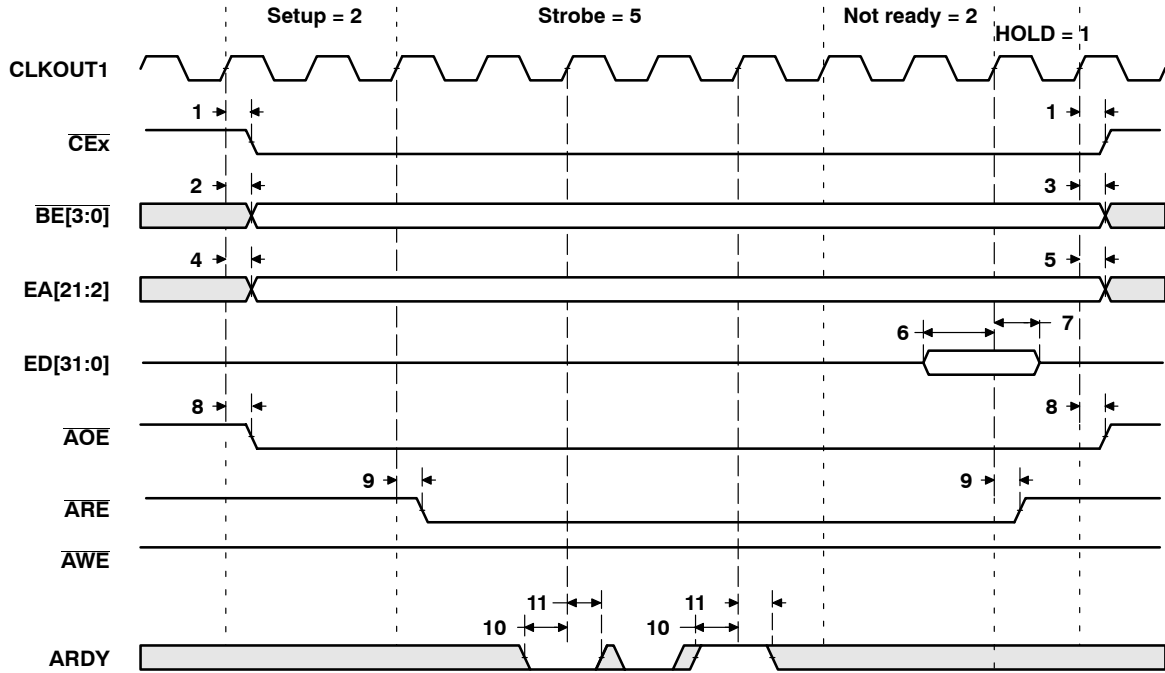 Setup = 2 Strobe = 5 Not ready = 2
HOLD = 1
CLKOUT1
1 1
CEx
2 3
BE[3:0]
4 5
EA[21:2]
6 7
ED[31:0]
8 8
AOE
9 9
ARE
AWE
11 11
10 10
ARDY